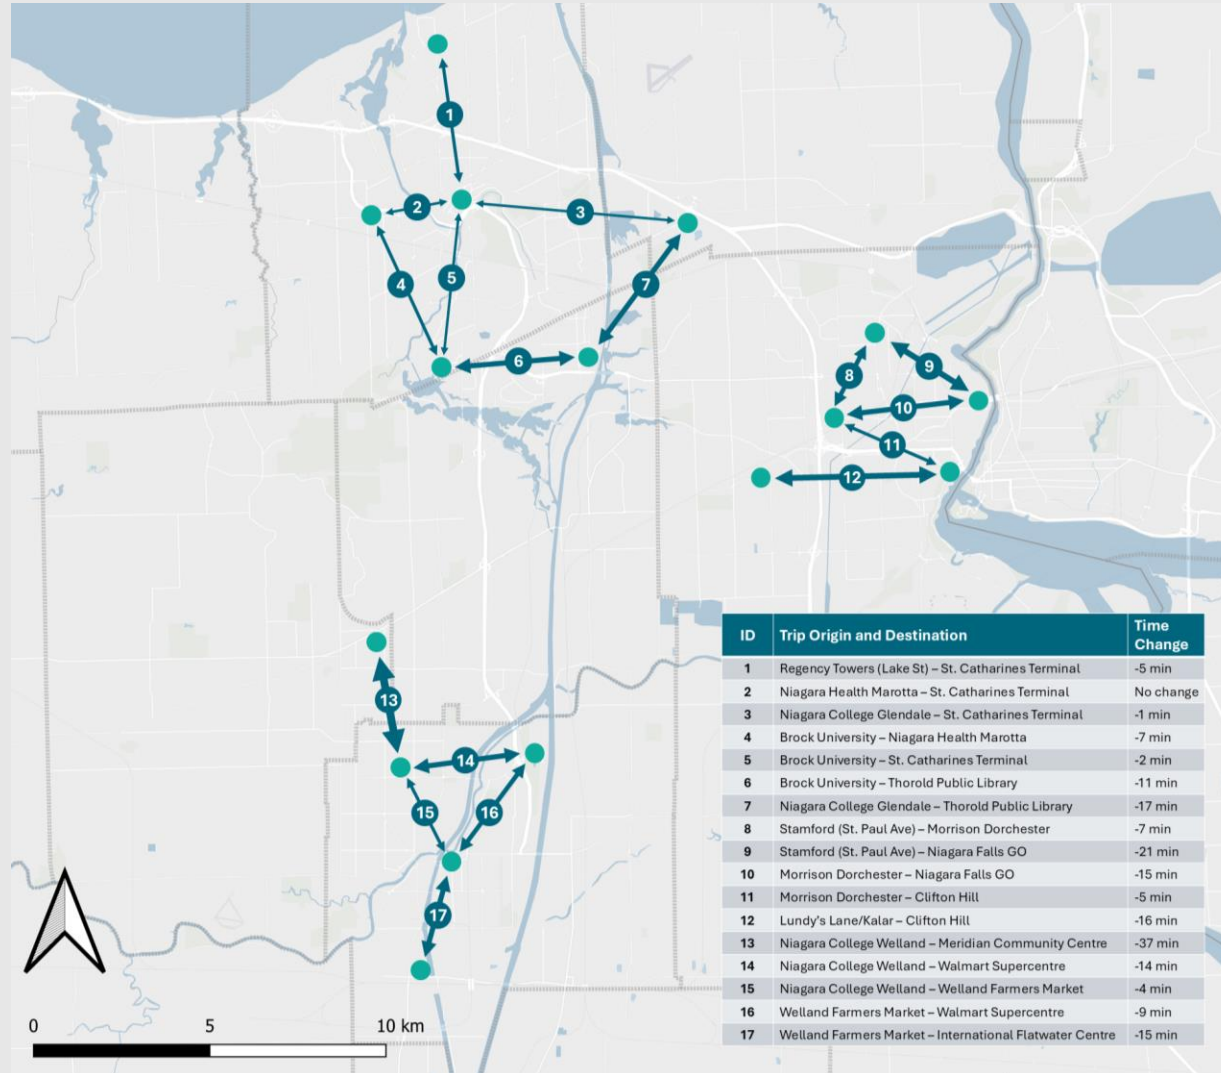 1
2
3
4
5
6
7
8
9
10
11
12
13
14
15
16
17
0 5 10 km
ID Trip Origin and Destination Time Change
1 Regency Towers (Lake St) – St. Catharines Terminal -5 min
2 Niagara Health Marotta – St. Catharines Terminal No change
3 Niagara College Glendale – St. Catharines Terminal -1 min
4 Brock University – Niagara Health Marotta -7 min
5 Brock University – St. Catharines Terminal -2 min
6 Brock University – Thorold Public Library -11 min
7 Niagara College Glendale – Thorold Public Library -17 min
8 Stamford (St. Paul Ave) – Morrison Dorchester -7 min
9 Stamford (St. Paul Ave) – Niagara Falls GO -21 min
10 Morrison Dorchester – Niagara Falls GO -15 min
11 Morrison Dorchester – Clifton Hill -5 min
12 Lundy's Lane/Kalar – Clifton Hill -16 min
13 Niagara College Welland – Meridian Community Centre -37 min
14 Niagara College Welland – Walmart Supercentre -14 min
15 Niagara College Welland – Welland Farmers Market -4 min
16 Welland Farmers Market – Walmart Supercentre -9 min
17 Welland Farmers Market – International Flatwater Centre -15 min